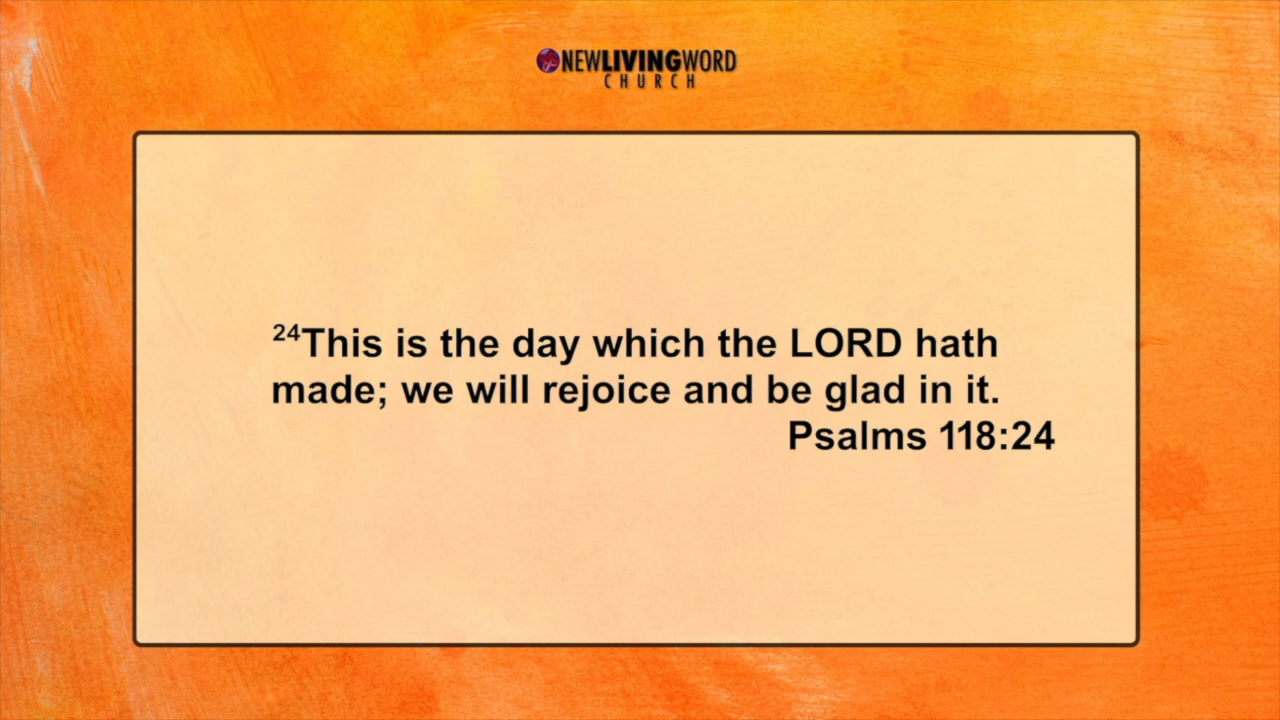 NEWLIVINGWORD
CHURCH
²⁴This is the day which the LORD hath
made; we will rejoice and be glad in it.
Psalms 118:24